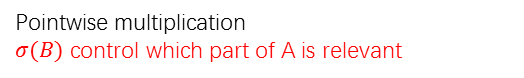 Pointwise multiplication
σ(B) control which part of A is relevant